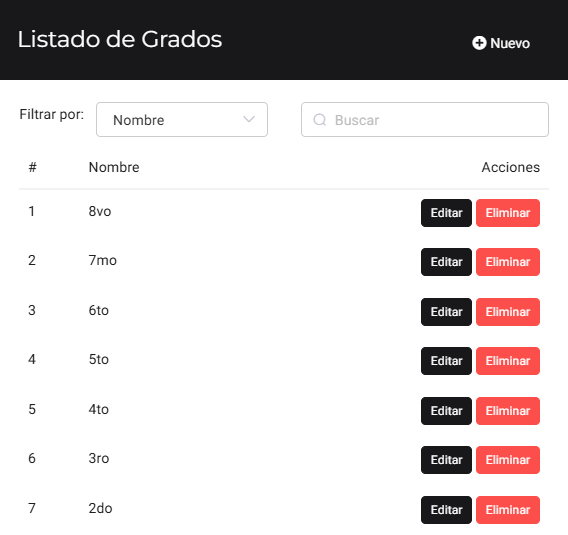 Listado de Grados
Nuevo
Filtrar por: Nombre Buscar
# Nombre Acciones
1 8vo Editar Eliminar
2 7mo Editar Eliminar
3 6to Editar Eliminar
4 5to Editar Eliminar
5 4to Editar Eliminar
6 3ro Editar Eliminar
7 2do Editar Eliminar